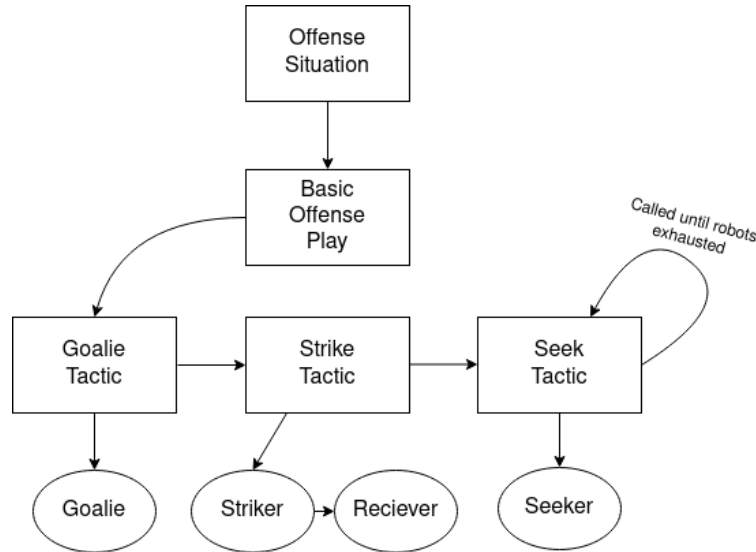 Offense
Situation
Basic
Offense
Play
Called until robots
exhausted
Goalie
Tactic
Strike
Tactic
Seek
Tactic
Goalie
Striker
Reciever
Seeker